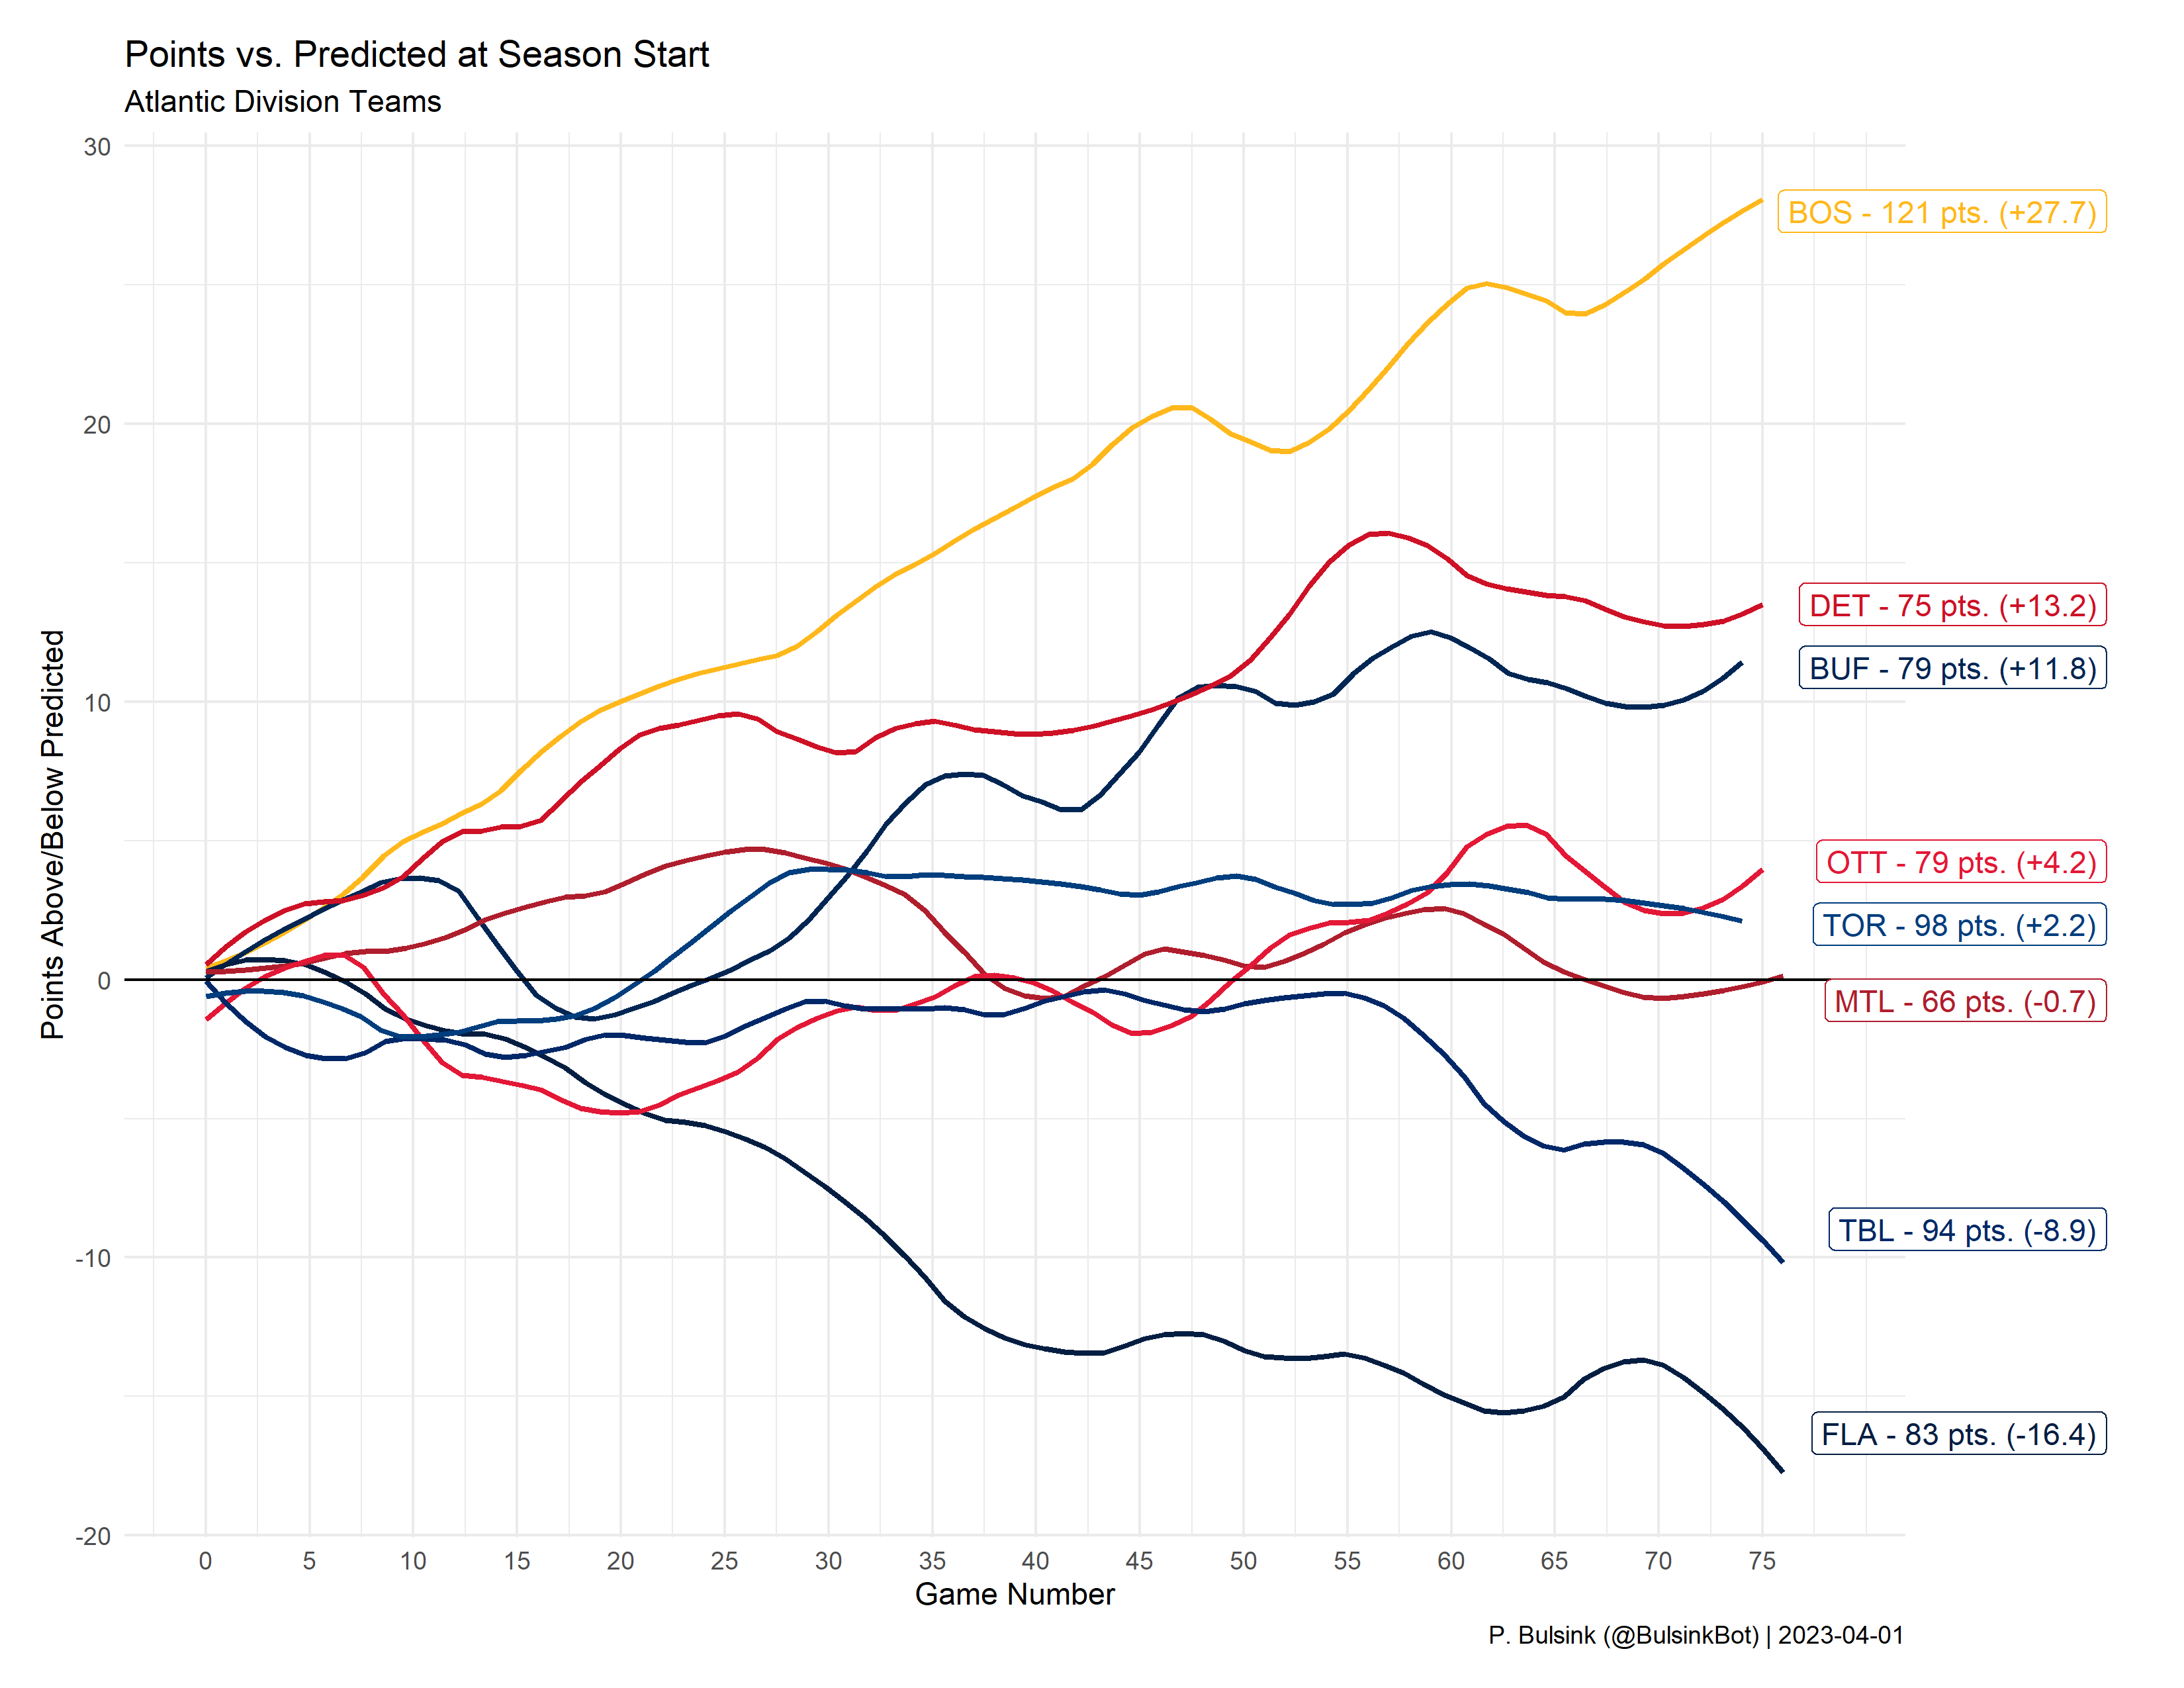 Points vs. Predicted at Season Start
Atlantic Division Teams
Points Above/Below Predicted
30
20
10
0
-10
-20
BOS - 121 pts. (+27.7)
DET - 75 pts. (+13.2)
BUF - 79 pts. (+11.8)
OTT - 79 pts. (+4.2)
TOR - 98 pts. (+2.2)
MTL - 66 pts. (-0.7)
TBL - 94 pts. (-8.9)
FLA - 83 pts. (-16.4)
0 5 10 15 20 25 30 35 40 45 50 55 60 65 70 75
Game Number
P. Bulsink (@BulsinkBot) | 2023-04-01